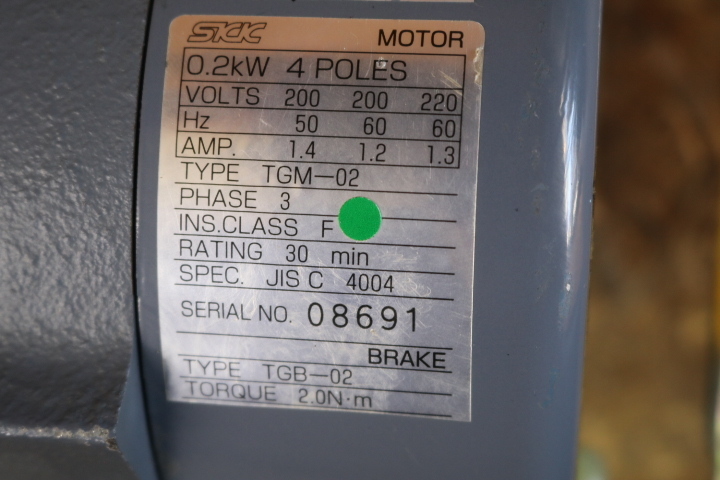 SKK
MOTOR
0.2kW 4 POLES
VOLTS 200 200 220
Hz 50 60 60
AMP. 1.4 1.2 1.3
TYPE TGM-02
PHASE 3
INS.CLASS F
RATING 30 min
SPEC. JIS C 4004
SERIAL NO. 08691
BRAKE
TYPE TGB-02
TORQUE 2.0N·m